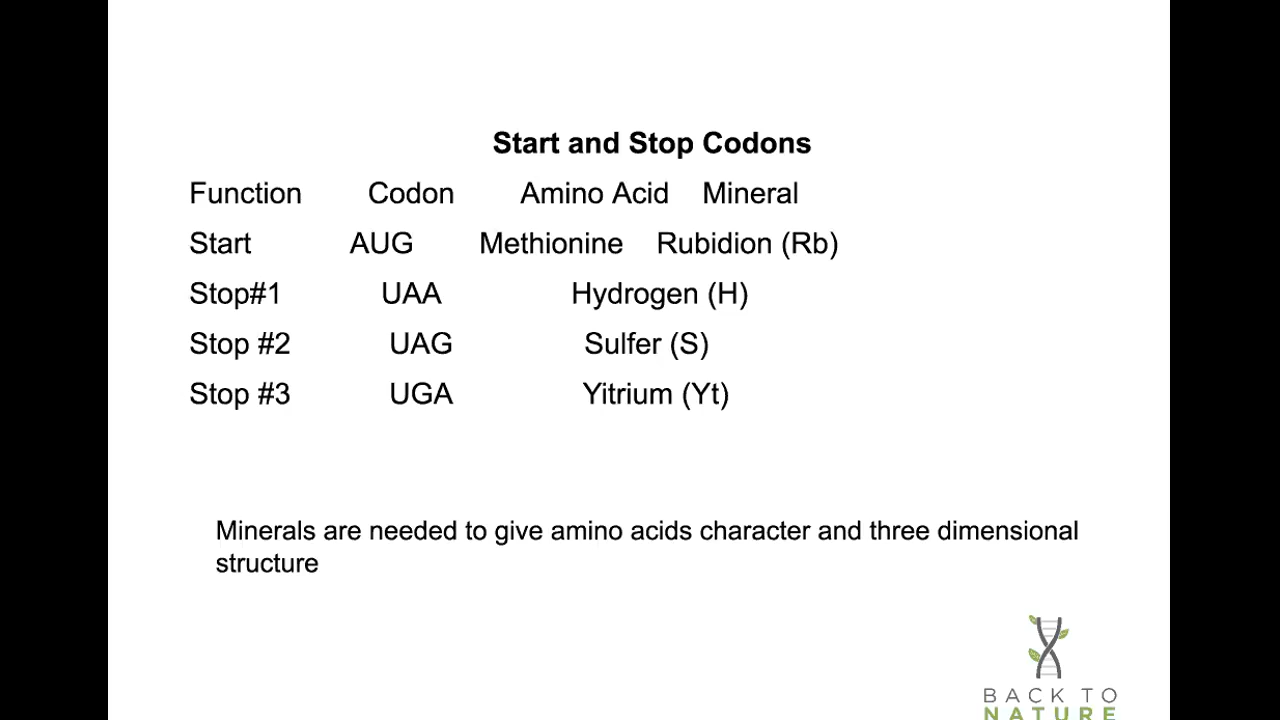 Start and Stop Codons
Function Codon Amino Acid Mineral
Start AUG Methionine Rubidion (Rb)
Stop#1 UAA Hydrogen (H)
Stop #2 UAG Sulfer (S)
Stop #3 UGA Yitrium (Yt)
Minerals are needed to give amino acids character and three dimensional
structure
BACK TO
NATURE